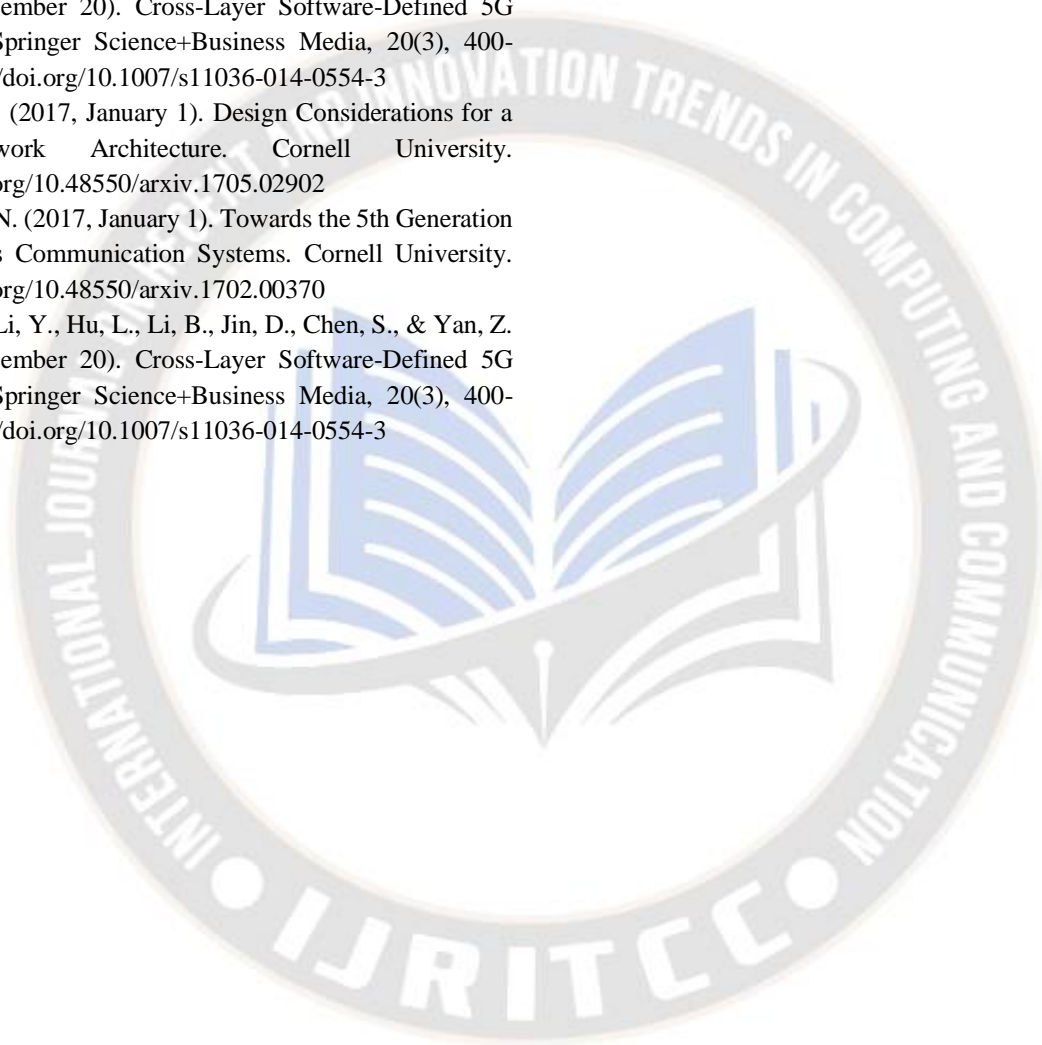 ember 20). Cross-Layer Software-Defined 5G
Springer Science+Business Media, 20(3), 400-
/doi.org/10.1007/s11036-014-0554-3
(2017, January 1). Design Considerations for a
work Architecture. Cornell University.
org/10.48550/arxiv.1705.02902
N. (2017, January 1). Towards the 5th Generation
s Communication Systems. Cornell University.
org/10.48550/arxiv.1702.00370
Li, Y., Hu, L., Li, B., Jin, D., Chen, S., & Yan, Z.
ember 20). Cross-Layer Software-Defined 5G
Springer Science+Business Media, 20(3), 400-
/doi.org/10.1007/s11036-014-0554-3
INTERNATIONAL JOURNAL ON RECENT AND INNOVATION TRENDS IN COMPUTING AND COMMUNICATION
IJRITCC